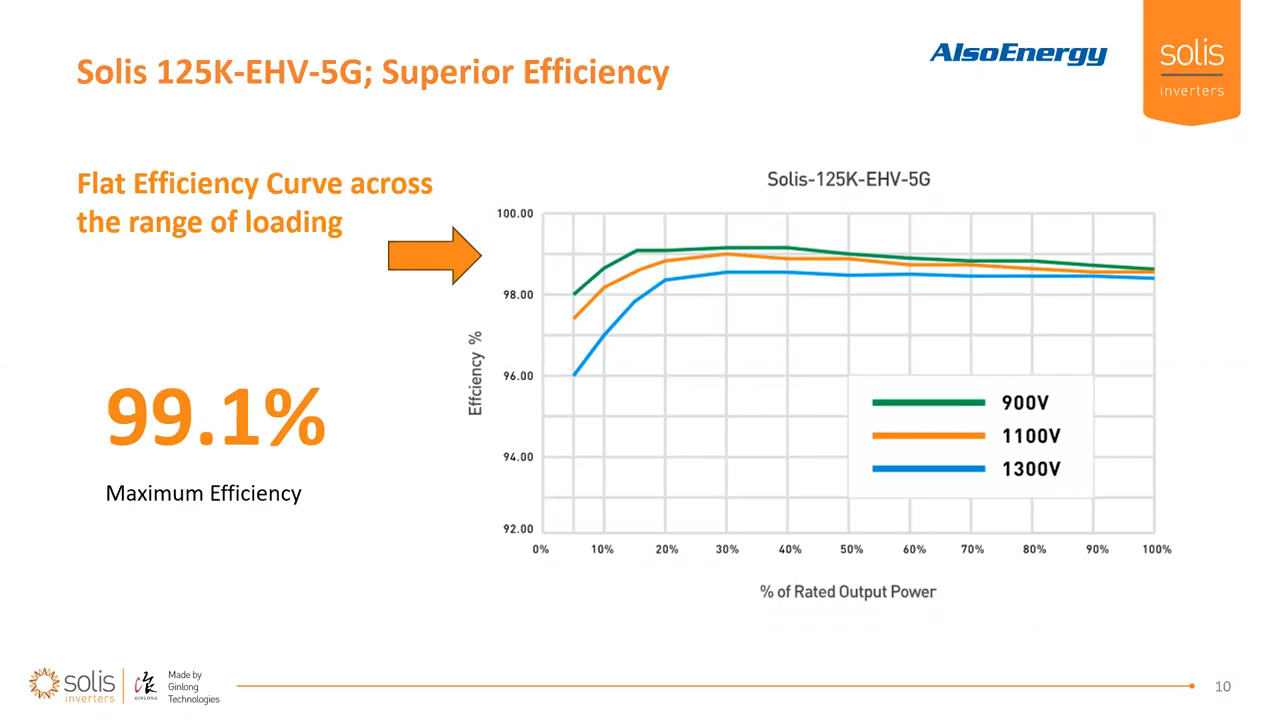 Solis 125K-EHV-5G; Superior Efficiency
AlsoEnergy
solis
inverters
Flat Efficiency Curve across
the range of loading
99.1%
Maximum Efficiency
Solis-125K-EHV-5G
100.00
98.00
96.00
94.00
92.00
Effciency %
900V
1100V
1300V
0% 10% 20% 30% 40% 50% 60% 70% 80% 90% 100%
% of Rated Output Power
solis
inverters
GINLONG
Made by
Ginlong
Technologies
10